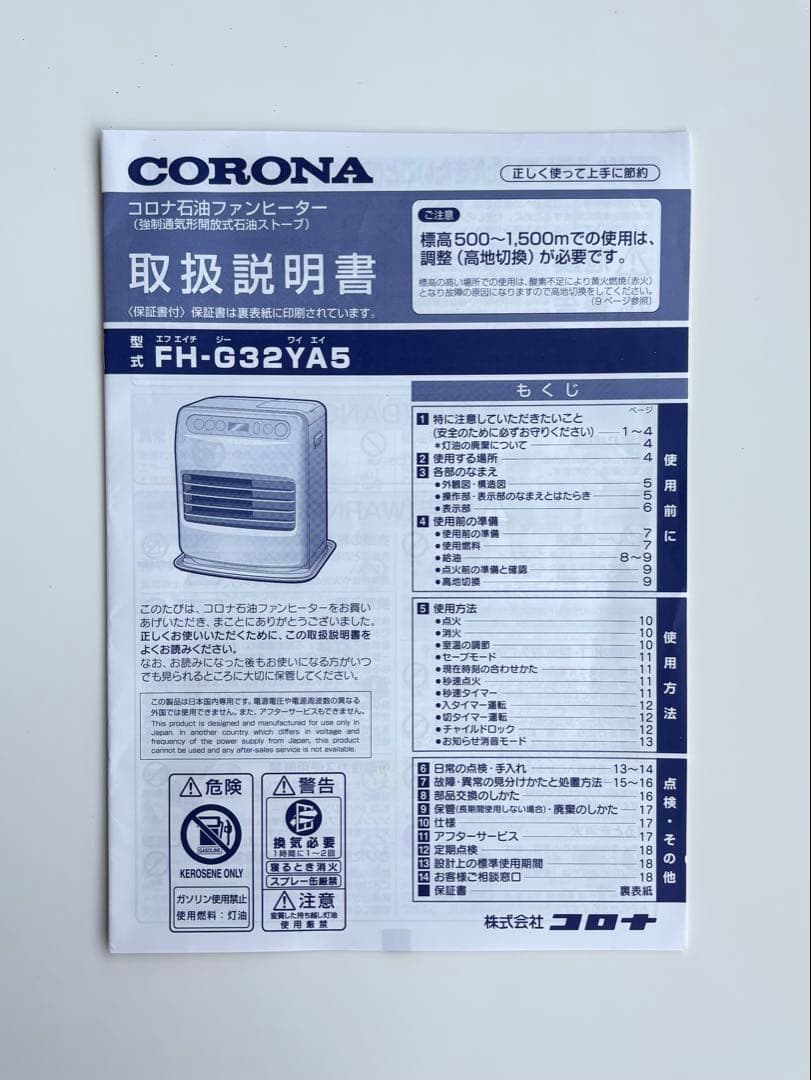 CORONA
正しく使って上手に節約
コロナ石油ファンヒーター
(強制通気形開放式石油ストーブ)
取扱説明書
〈保証書付〉保証書は裏表紙に印刷されています。
ご注意
標高500〜1,500mでの使用は、
調整(高地切換)が必要です。
標高の高い場所での使用は、酸素不足により黄火燃焼(赤火)
となり故障の原因になりますので高地切換をしてください。
(9ページ参照)
型式 エフエイチ ジー ワイ エイ
FH-G32YA5
もくじ
ページ
1 特に注意していただきたいこと
(安全のために必ずお守りください) 1〜4
*灯油の廃棄について 4
2 使用する場所 4
3 各部のなまえ
●外観図・構造図 5
●操作部・表示部のなまえとはたらき 5
●表示部 6
4 使用前の準備
●使用前の準備 7
●使用燃料 7
●給油 8〜9
●点火前の準備と確認 9
●高地切換 9
使用前に
5 使用方法
●点火 10
●消火 10
●室温の調節 10
●セーブモード 11
●現在時刻の合わせかた 11
●秒速点火 11
●秒速タイマー 11
●入タイマー運転 12
●切タイマー運転 12
●チャイルドロック 12
●お知らせ消音モード 13
使用方法
6 日常の点検・手入れ 13〜14
7 故障・異常の見分けかたと処置方法 15〜16
8 部品交換のしかた 16
9 保管(長期間使用しない場合)・廃棄のしかた 17
10 仕様 17
11 アフターサービス 17
12 定期点検 18
13 設計上の標準使用期間 18
14 お客様ご相談窓口 18
■ 保証書 裏表紙
点検・その他
このたびは、コロナ石油ファンヒーターをお買い
あげいただき、まことにありがとうございました。
正しくお使いいただくために、この取扱説明書を
よくお読みください。
なお、お読みになった後もお使いになる方がいつ
でも見られるところに大切に保管してください。
この製品は日本国内専用です。電源電圧や電源周波数の異なる
外国では使用できません。また、アフターサービスもできません。
This product is designed and manufactured for use only in
Japan. In another country which differs in voltage and
frequency of the power supply from Japan, this product
cannot be used and any after-sales service is not available.
危険
GASOLINE
KEROSENE ONLY
ガソリン使用禁止
使用燃料:灯油
警告
換気必要
1時間に1〜2回
寝るとき消火
スプレー缶厳禁
注意
変質した持ち越し灯油
使用厳禁
株式会社 コロナ